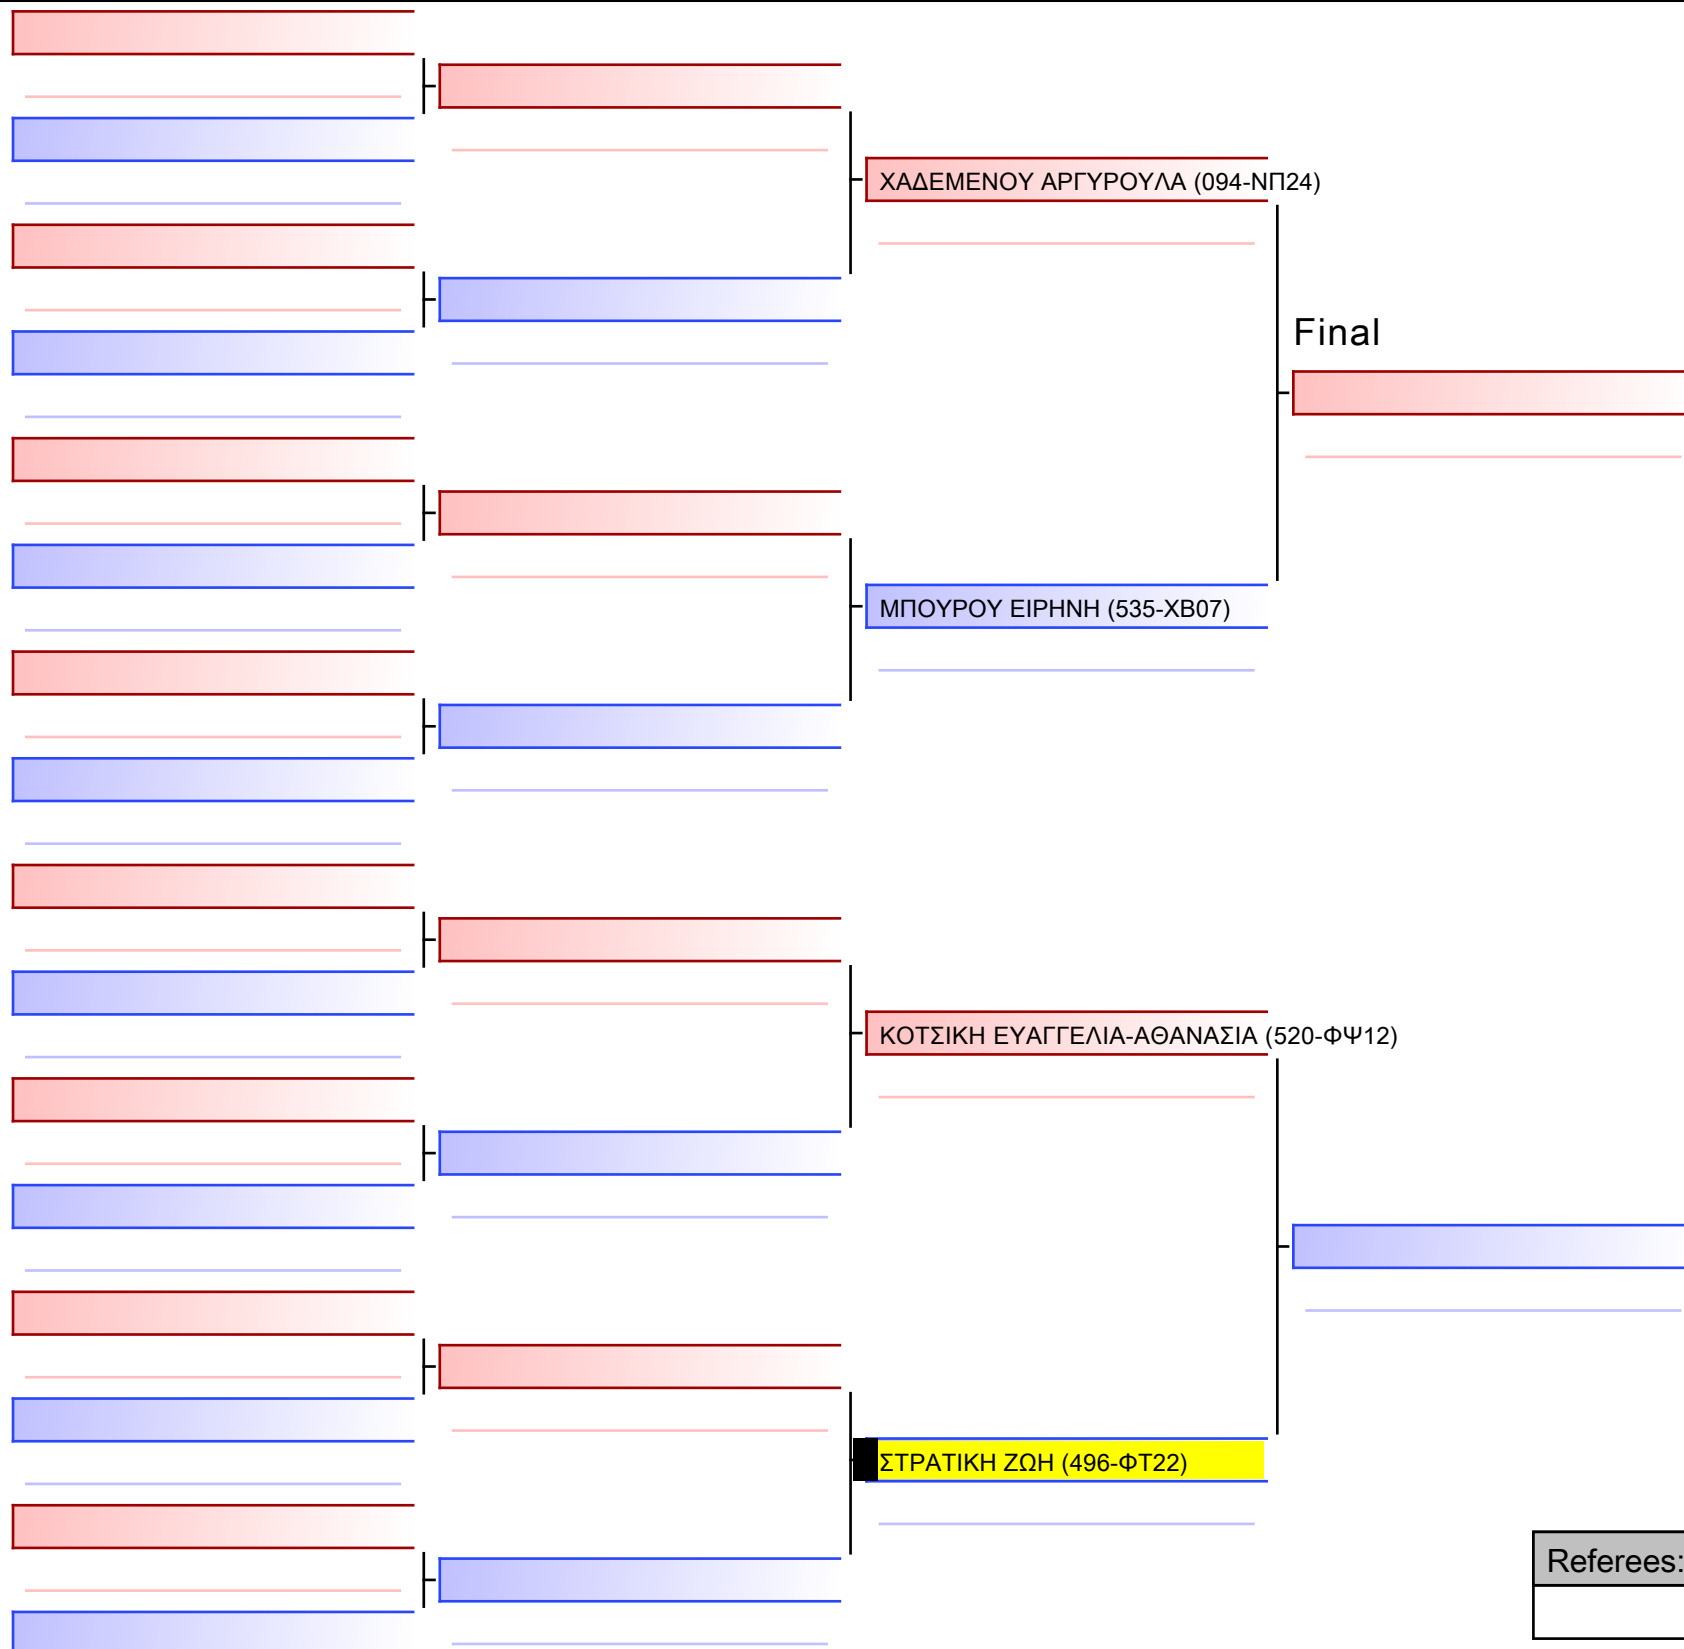 ΧΑΔΕΜΕΝΟΥ ΑΡΓΥΡΟΥΛΑ (094-ΝΠ24)
Final
ΜΠΟΥΡΟΥ ΕΙΡΗΝΗ (535-ΧΒ07)
ΚΟΤΣΙΚΗ ΕΥΑΓΓΕΛΙΑ-ΑΘΑΝΑΣΙΑ (520-ΦΨ12)
ΣΤΡΑΤΙΚΗ ΖΩΗ (496-ΦΤ22)
Referees: